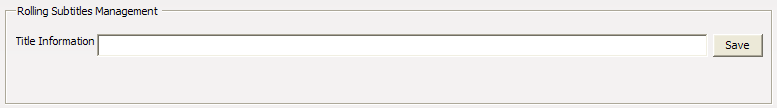 Rolling Subtitles Management
Title Information
Save